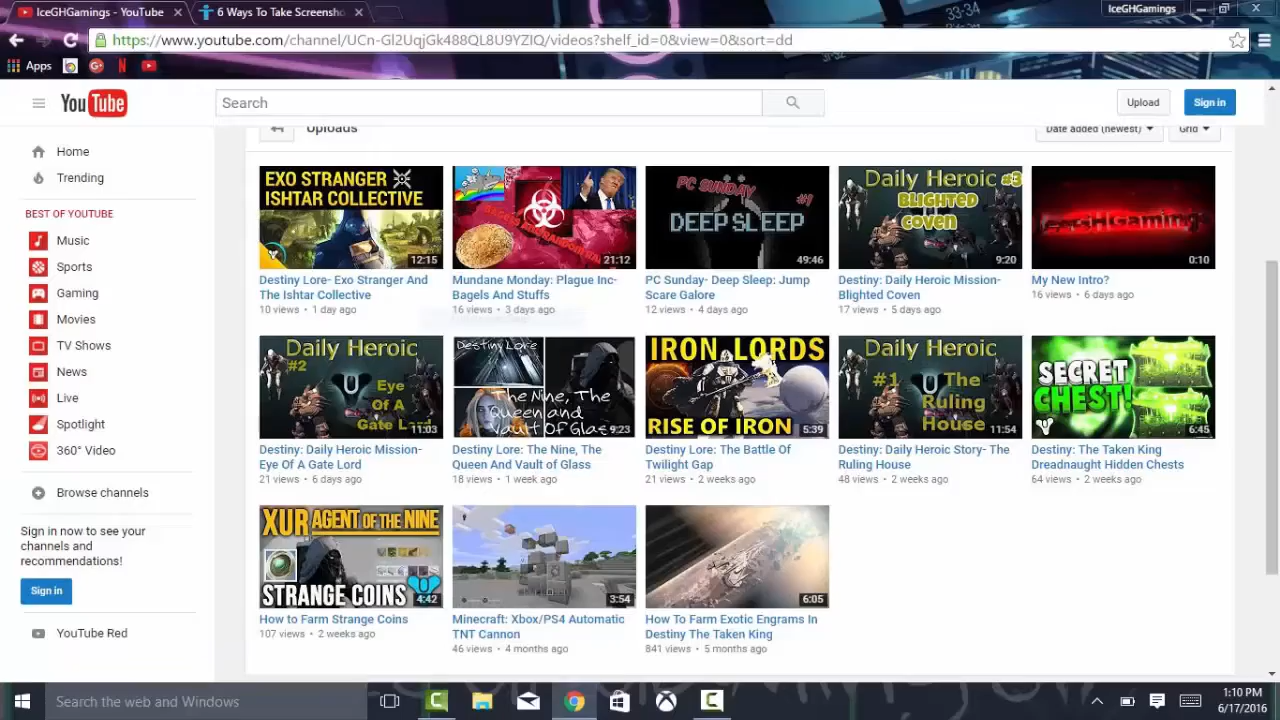 IceGHGamings - YouTube
6 Ways To Take Screensho
IceGHGamings
https://www.youtube.com/channel/UCn-Gl2UqjGk488QL8U9YZIQ/videos?shelf_id=0&view=0&sort=dd
Apps
YouTube
Search
Upload
Sign in
Uploads
Date added (newest)
Grid
Home
Trending
BEST OF YOUTUBE
Music
Sports
Gaming
Movies
TV Shows
News
Live
Spotlight
360° Video
Browse channels
Sign in now to see your
channels and
recommendations!
Sign in
YouTube Red
EXO STRANGER
ISHTAR COLLECTIVE
12:15
Destiny Lore- Exo Stranger And
The Ishtar Collective
10 views • 1 day ago
21:12
Mundane Monday: Plague Inc-
Bagels And Stuffs
16 views • 3 days ago
PC SUNDAY
#1
DEEP SLEEP
49:46
PC Sunday- Deep Sleep: Jump
Scare Galore
12 views • 4 days ago
Daily Heroic #3
Blighted
Coven
9:20
Destiny: Daily Heroic Mission-
Blighted Coven
17 views • 5 days ago
IceGHGaming
0:10
My New Intro?
16 views • 6 days ago
Daily Heroic
#2
Eye
Of A
Gate Lord
11:03
Destiny: Daily Heroic Mission-
Eye Of A Gate Lord
21 views • 6 days ago
Destiny Lore
The Nine, The
Queen and
Vault Of Glas
9:23
Destiny Lore: The Nine, The
Queen And Vault of Glass
18 views • 1 week ago
IRON LORDS
RISE OF IRON
5:39
Destiny Lore: The Battle Of
Twilight Gap
21 views • 2 weeks ago
Daily Heroic
#1 The
Ruling
House
11:54
Destiny: Daily Heroic Story- The
Ruling House
48 views • 2 weeks ago
SECRET
CHEST!
6:45
Destiny: The Taken King
Dreadnaught Hidden Chests
64 views • 2 weeks ago
XUR AGENT OF THE NINE
STRANGE COINS
4:42
How to Farm Strange Coins
107 views • 2 weeks ago
3:54
Minecraft: Xbox/PS4 Automatic
TNT Cannon
46 views • 4 months ago
6:05
How To Farm Exotic Engrams In
Destiny The Taken King
841 views • 5 months ago
Search the web and Windows
1:10 PM
6/17/2016